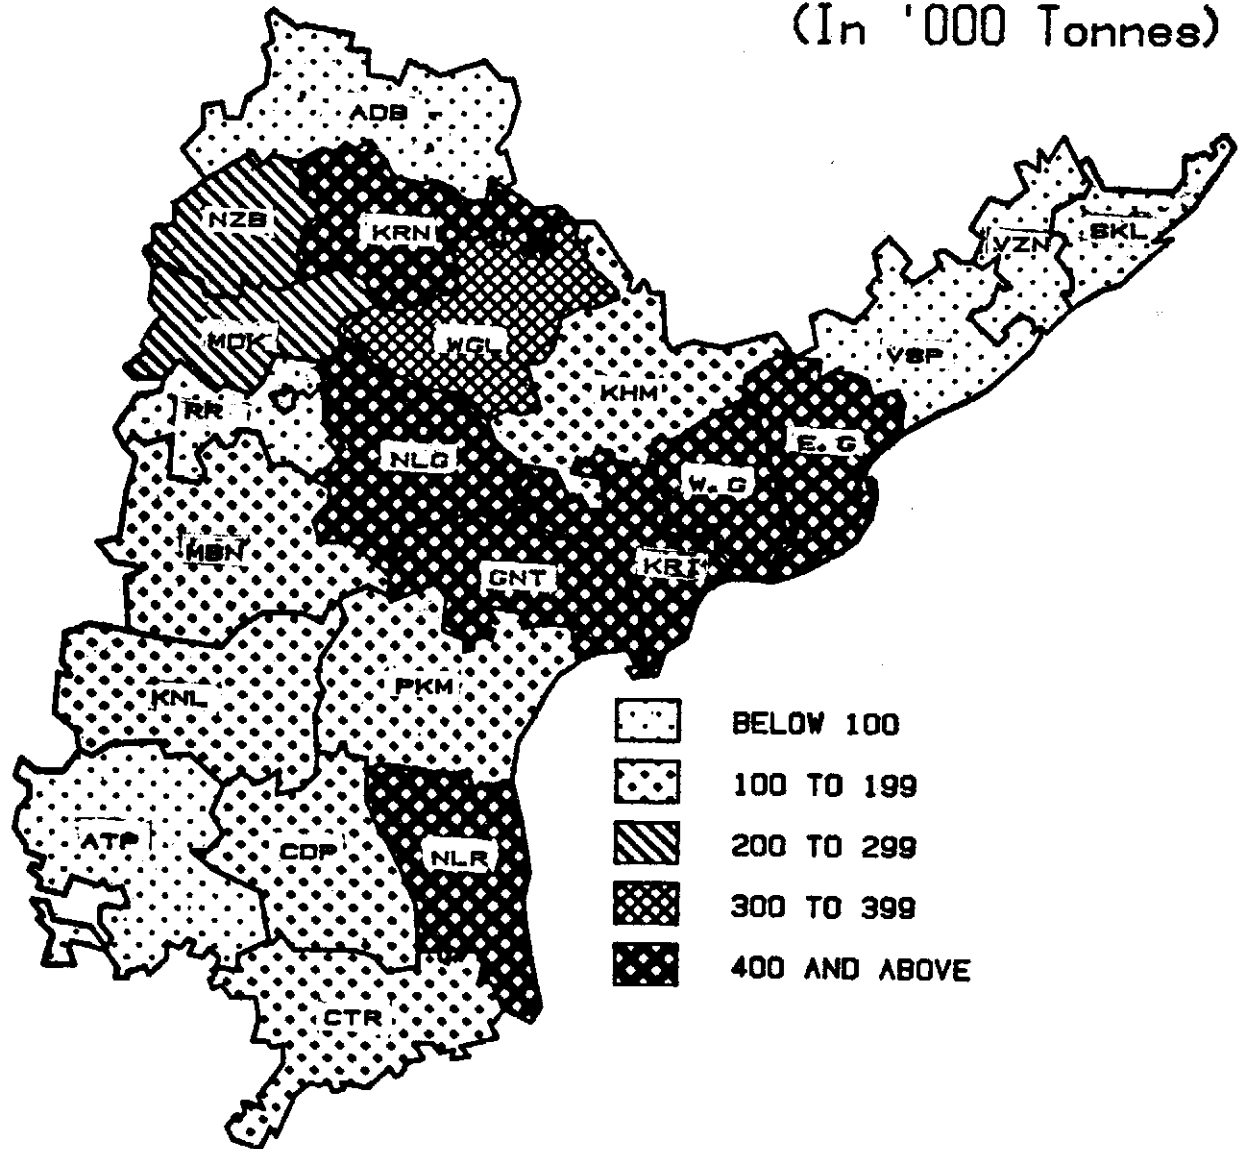 (In '000 Tonnes)
ADB
NZB
KRN
SKL
VZN
MDK
WGL
VSP
KHM
RR
E.G
NLG
W.G
MBN
KRI
GNT
PKM
KNL
BELOW 100
100 TO 199
ATP
CDP
NLR
200 TO 299
300 TO 399
400 AND ABOVE
CTR